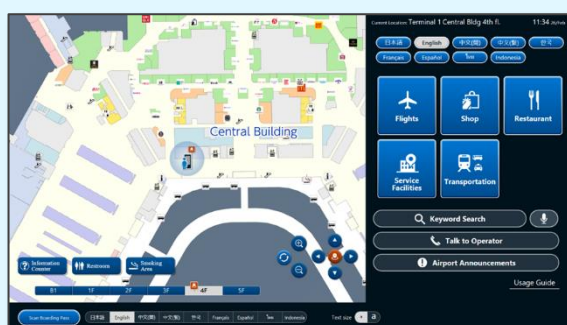 Current Location Terminal 1 Central Bldg 4th fl.
11:34
日本語 English 中文(簡) 中文(繁) 한국
Français Español ไทย Indonesia
Central Building
Flights Shop Restaurant
Service Facilities Transportation
Keyword Search
Talk to Operator
Airport Announcements
Usage Guide
Information Counter
Restroom
Smoking Area
B1 1F 2F 3F 4F 5F
Scan Boarding Pass
日本語 English 中文(簡) 中文(繁) 한국 Français Español ไทย Indonesia
Text size a a